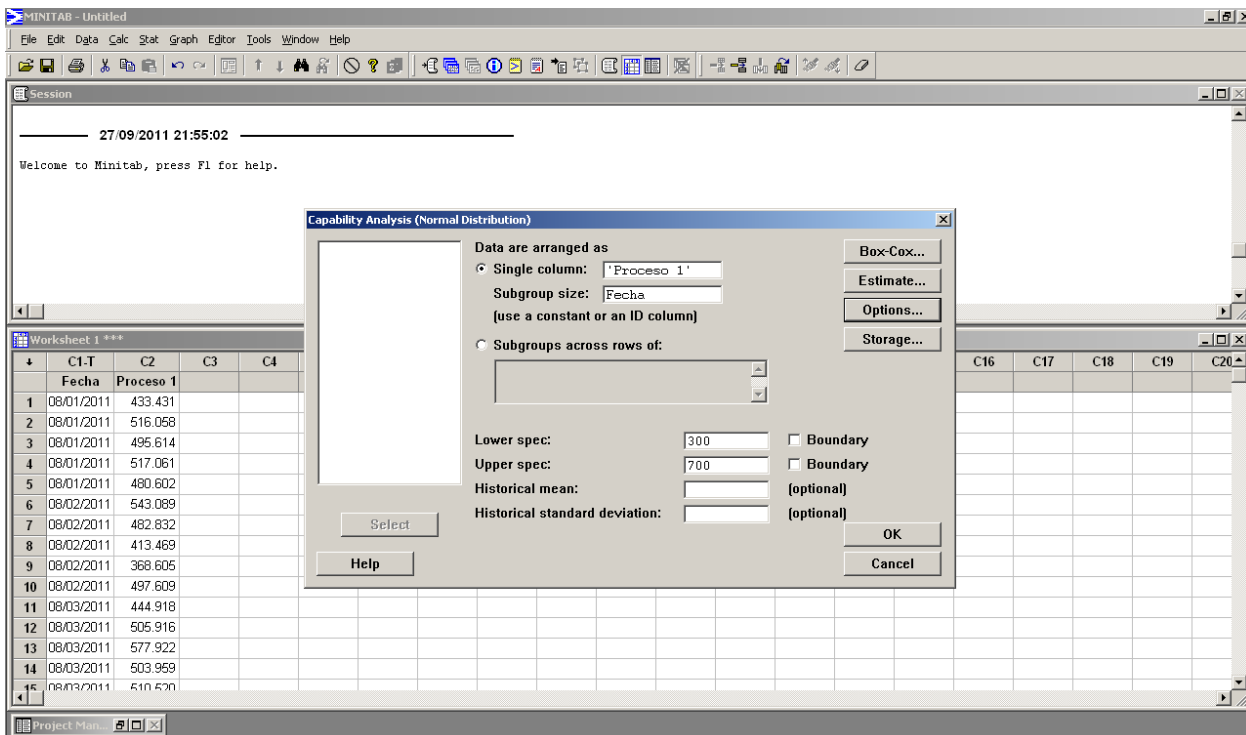 MINITAB - Untitled
File Edit Data Calc Stat Graph Editor Tools Window Help
Session
27/09/2011 21:55:02
Welcome to Minitab, press F1 for help.
Capability Analysis (Normal Distribution)
Data are arranged as
Single column: 'Proceso 1'
Subgroup size: Fecha
(use a constant or an ID column)
Subgroups across rows of:
Lower spec: 300 Boundary
Upper spec: 700 Boundary
Historical mean: (optional)
Historical standard deviation: (optional)
Box-Cox...
Estimate...
Options...
Storage...
Select
Help
OK
Cancel
Worksheet 1 ***
C1-T C2 C3 C4 C16 C17 C18 C19 C20
Fecha Proceso 1
1 08/01/2011 433.431
2 08/01/2011 516.058
3 08/01/2011 495.614
4 08/01/2011 517.061
5 08/01/2011 480.602
6 08/02/2011 543.089
7 08/02/2011 482.832
8 08/02/2011 413.469
9 08/02/2011 368.605
10 08/02/2011 497.609
11 08/03/2011 444.918
12 08/03/2011 505.916
13 08/03/2011 577.922
14 08/03/2011 503.959
15 08/03/2011 510.520
Project Man...